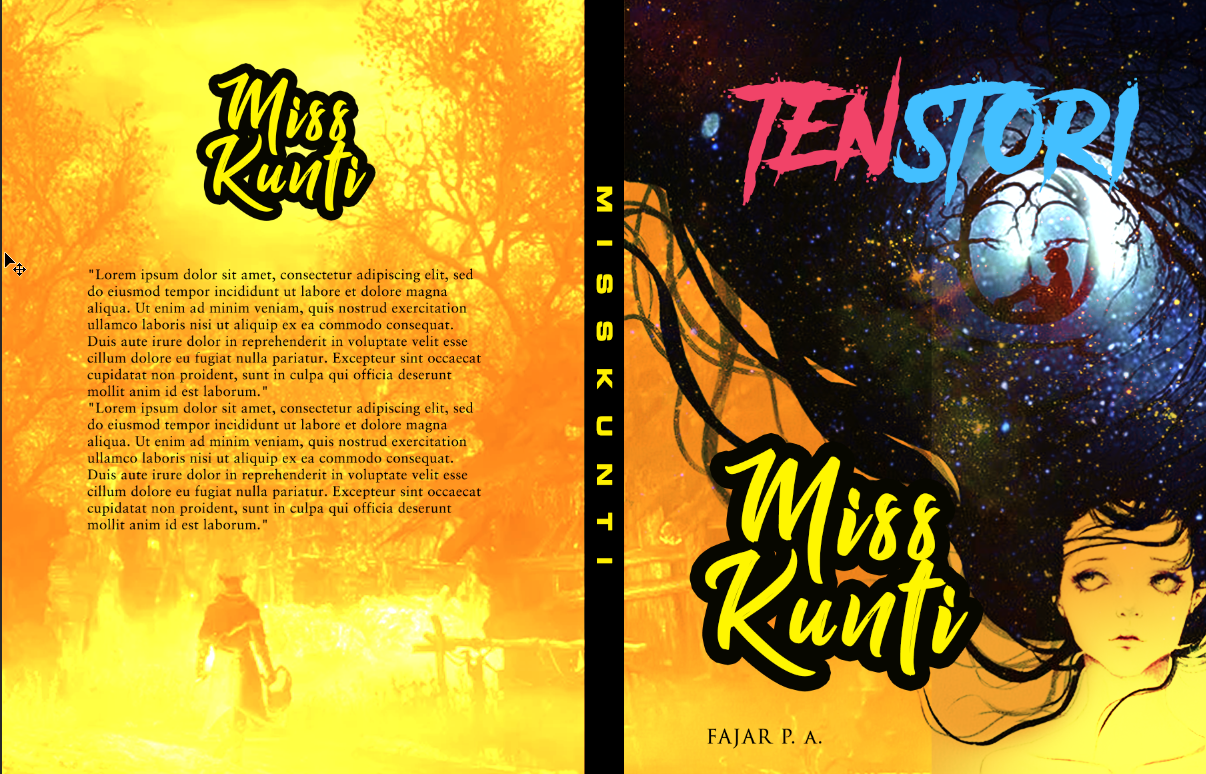 Miss
Kunti
"Lorem ipsum dolor sit amet, consectetur adipiscing elit, sed
do eiusmod tempor incididunt ut labore et dolore magna
aliqua. Ut enim ad minim veniam, quis nostrud exercitation
ullamco laboris nisi ut aliquip ex ea commodo consequat.
Duis aute irure dolor in reprehenderit in voluptate velit esse
cillum dolore eu fugiat nulla pariatur. Excepteur sint occaecat
cupidatat non proident, sunt in culpa qui officia deserunt
mollit anim id est laborum."
"Lorem ipsum dolor sit amet, consectetur adipiscing elit, sed
do eiusmod tempor incididunt ut labore et dolore magna
aliqua. Ut enim ad minim veniam, quis nostrud exercitation
ullamco laboris nisi ut aliquip ex ea commodo consequat.
Duis aute irure dolor in reprehenderit in voluptate velit esse
cillum dolore eu fugiat nulla pariatur. Excepteur sint occaecat
cupidatat non proident, sunt in culpa qui officia deserunt
mollit anim id est laborum."
MISSKUNTI
TENSTORI
Miss
Kunti
FAJAR P. A.